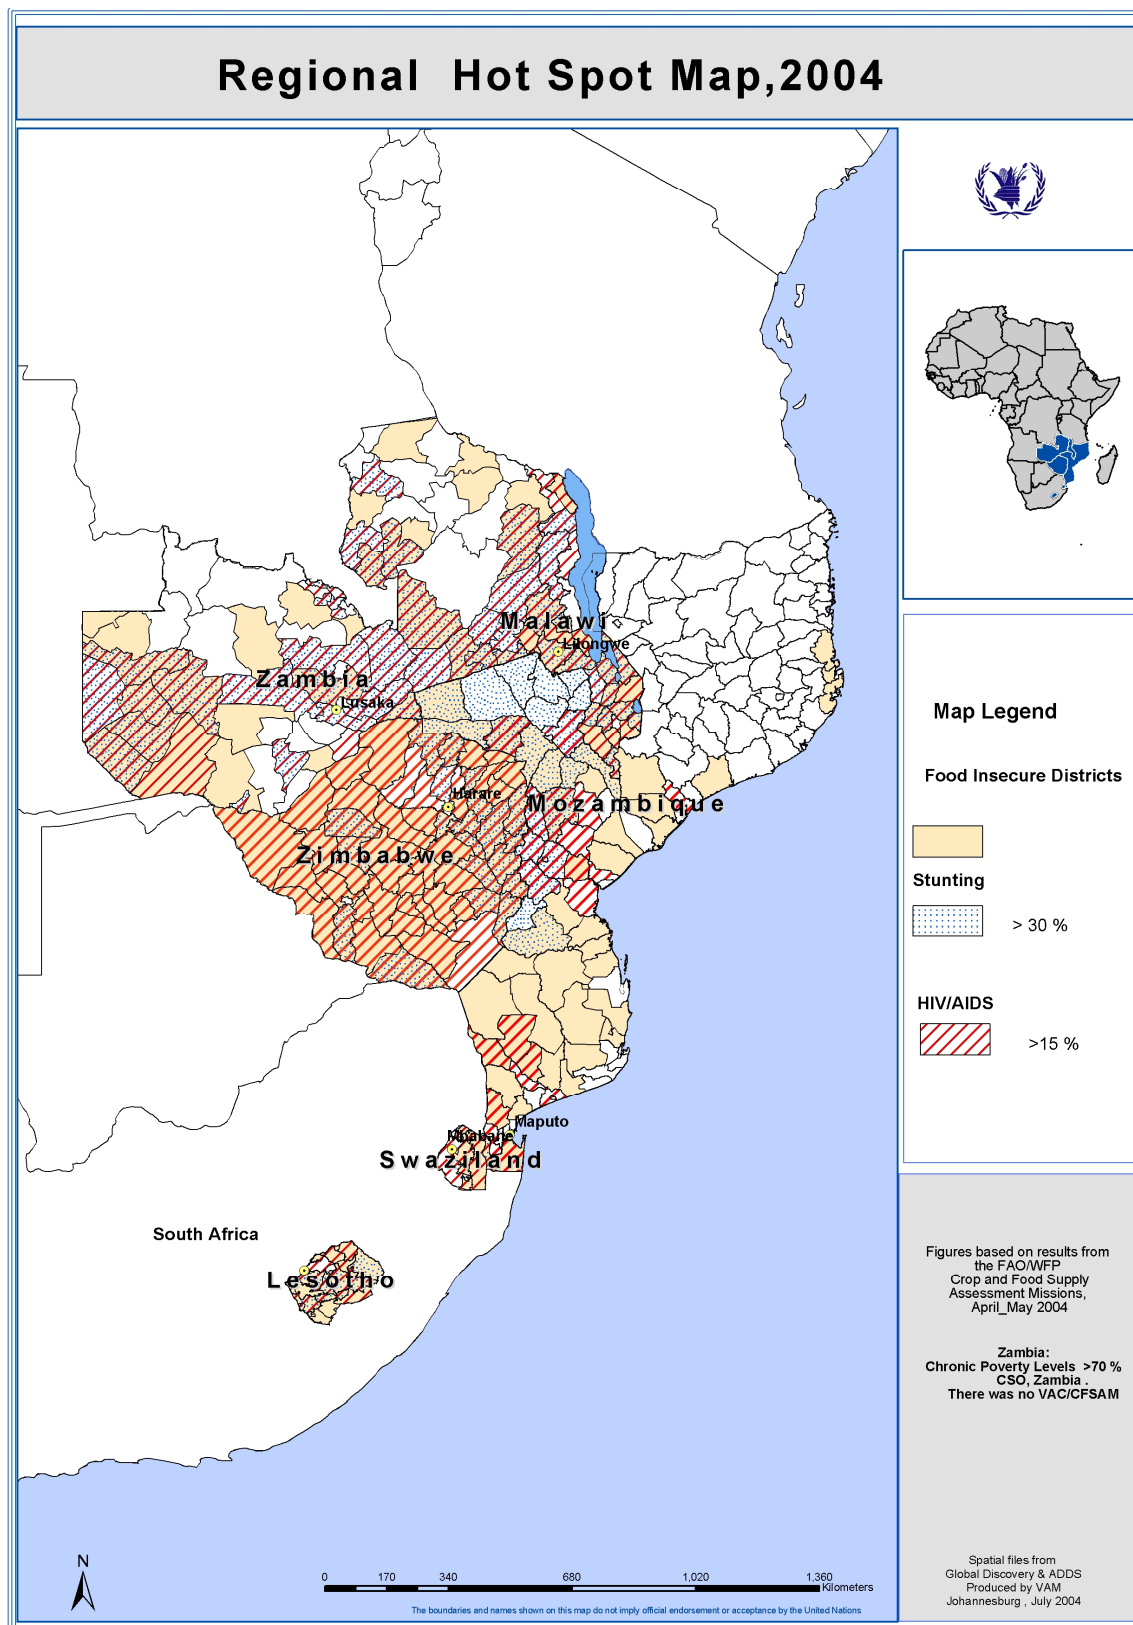 Regional Hot Spot Map,2004
Malawi
Lilongwe
Zambia
Lusaka
Harare
Mozambique
Zimbabwe
Maputo
Mbabane
Swaziland
South Africa
Lesotho
N
0 170 340 680 1,020 1,360
Kilometers
The boundaries and names shown on this map do not imply official endorsement or acceptance by the United Nations
Map Legend
Food Insecure Districts
Stunting
> 30 %
HIV/AIDS
>15 %
Figures based on results from
the FAO/WFP
Crop and Food Supply
Assessment Missions,
April_May 2004
Zambia:
Chronic Poverty Levels >70 %
CSO, Zambia .
There was no VAC/CFSAM
Spatial files from
Global Discovery & ADDS
Produced by VAM
Johannesburg , July 2004